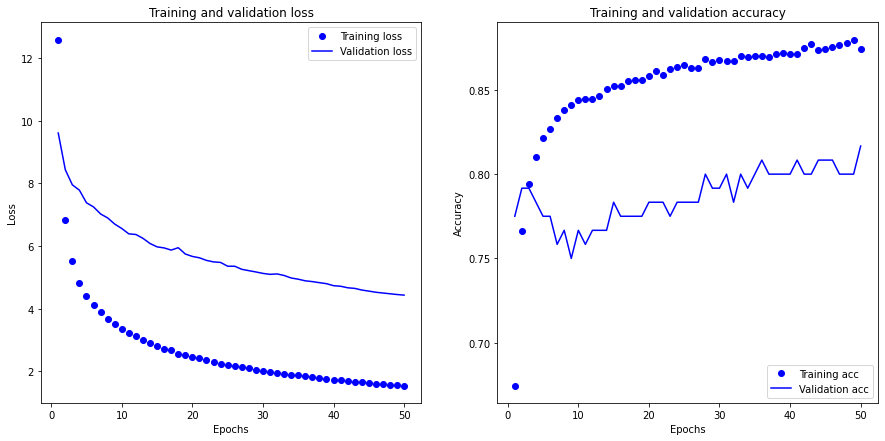 Training and validation loss
Training loss
Validation loss
12
10
8
6
4
2
Loss
0
10
20
30
40
50
Epochs
Training and validation accuracy
0.85
0.80
0.75
0.70
Accuracy
Training acc
Validation acc
0
10
20
30
40
50
Epochs